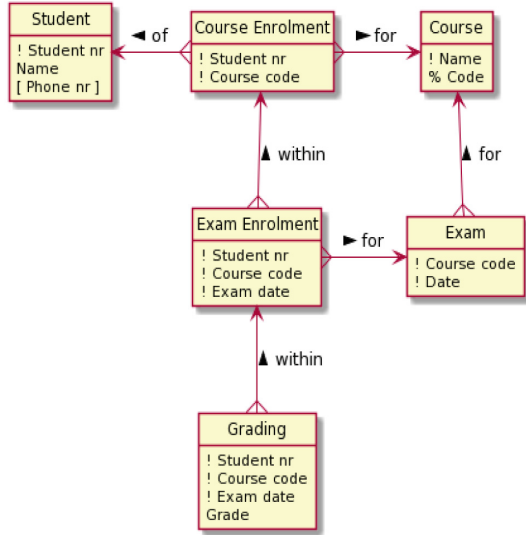 Student
! Student nr
Name
[ Phone nr ]
◄ of
Course Enrolment
! Student nr
! Course code
► for
Course
! Name
% Code
▲ within
▲ for
Exam Enrolment
! Student nr
! Course code
! Exam date
► for
Exam
! Course code
! Date
▲ within
Grading
! Student nr
! Course code
! Exam date
Grade